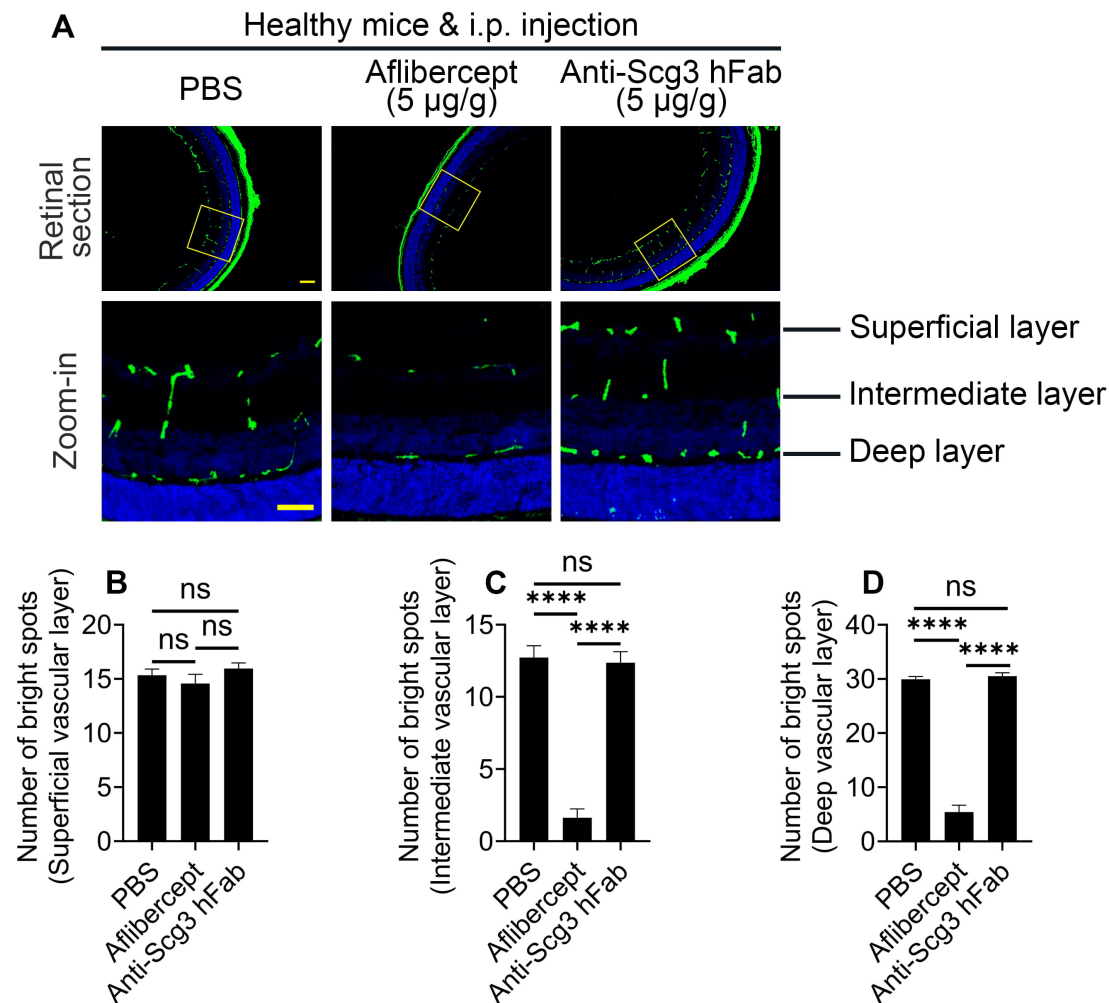 A
Healthy mice & i.p. injection
PBS
Aflibercept
(5 µg/g)
Anti-Scg3 hFab
(5 µg/g)
Retinal
section
Zoom-in
Superficial layer
Intermediate layer
Deep layer
B
Number of bright spots
(Superficial vascular layer)
ns
ns
ns
20
15
10
5
0
PBS
Aflibercept
Anti-Scg3 hFab
C
Number of bright spots
(Intermediate vascular layer)
ns
****
****
15
10
5
0
PBS
Aflibercept
Anti-Scg3 hFab
D
Number of bright spots
(Deep vascular layer)
ns
****
****
40
30
20
10
0
PBS
Aflibercept
Anti-Scg3 hFab